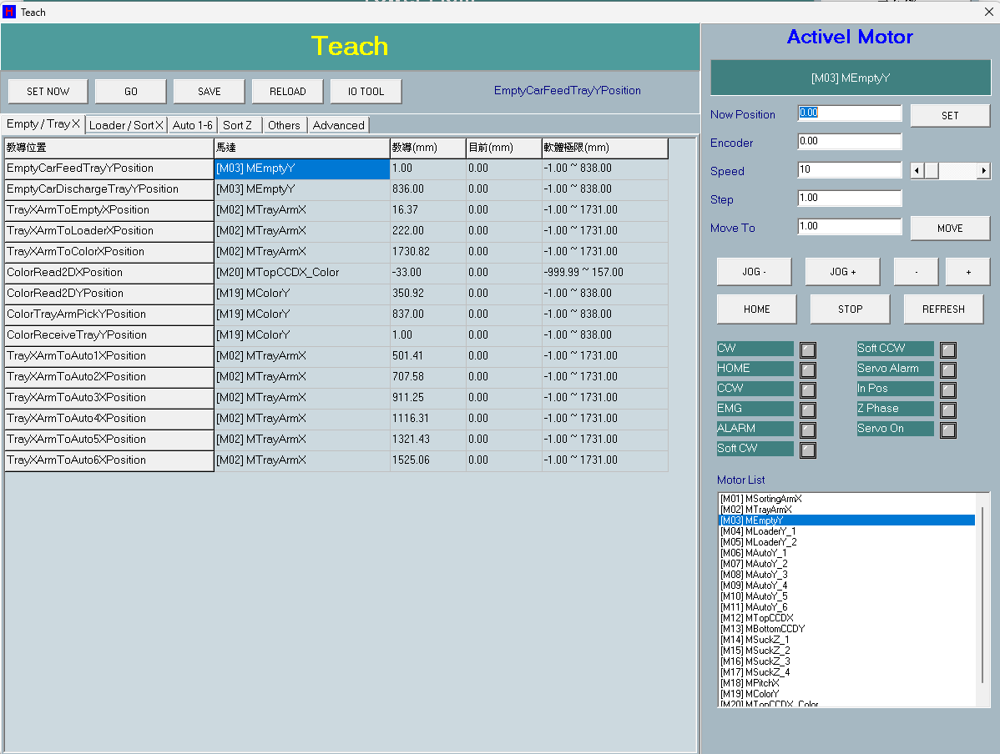 Teach
Teach
SET NOW GO SAVE RELOAD IO TOOL EmptyCarFeedTrayYPosition
Empty / Tray X Loader / Sort X Auto 1-6 Sort Z Others Advanced
教導位置 馬達 教導(mm) 目前(mm) 軟體極限(mm)
EmptyCarFeedTrayYPosition [M03] MEmptyY 1.00 0.00 -1.00 ~ 838.00
EmptyCarDischargeTrayYPosition [M03] MEmptyY 836.00 0.00 -1.00 ~ 838.00
TrayXArmToEmptyXPosition [M02] MTrayArmX 16.37 0.00 -1.00 ~ 1731.00
TrayXArmToLoaderXPosition [M02] MTrayArmX 222.00 0.00 -1.00 ~ 1731.00
TrayXArmToColorXPosition [M02] MTrayArmX 1730.82 0.00 -1.00 ~ 1731.00
ColorRead2DXPosition [M20] MTopCCDX_Color -33.00 0.00 -999.99 ~ 157.00
ColorRead2DYPosition [M19] MColorY 350.92 0.00 -1.00 ~ 838.00
ColorTrayArmPickYPosition [M19] MColorY 837.00 0.00 -1.00 ~ 838.00
ColorReceiveTrayYPosition [M19] MColorY 1.00 0.00 -1.00 ~ 838.00
TrayXArmToAuto1XPosition [M02] MTrayArmX 501.41 0.00 -1.00 ~ 1731.00
TrayXArmToAuto2XPosition [M02] MTrayArmX 707.58 0.00 -1.00 ~ 1731.00
TrayXArmToAuto3XPosition [M02] MTrayArmX 911.25 0.00 -1.00 ~ 1731.00
TrayXArmToAuto4XPosition [M02] MTrayArmX 1116.31 0.00 -1.00 ~ 1731.00
TrayXArmToAuto5XPosition [M02] MTrayArmX 1321.43 0.00 -1.00 ~ 1731.00
TrayXArmToAuto6XPosition [M02] MTrayArmX 1525.06 0.00 -1.00 ~ 1731.00
Activel Motor
[M03] MEmptyY
Now Position 0.00 SET
Encoder 0.00
Speed 10
Step 1.00
Move To 1.00 MOVE
JOG - JOG + - +
HOME STOP REFRESH
CW Soft CCW
HOME Servo Alarm
CCW In Pos
EMG Z Phase
ALARM Servo On
Soft CW
Motor List
[M01] MSortingArmX
[M02] MTrayArmX
[M03] MEmptyY
[M04] MLoaderY_1
[M05] MLoaderY_2
[M06] MAutoY_1
[M07] MAutoY_2
[M08] MAutoY_3
[M09] MAutoY_4
[M10] MAutoY_5
[M11] MAutoY_6
[M12] MTopCCDX
[M13] MBottomCCDY
[M14] MSuckZ_1
[M15] MSuckZ_2
[M16] MSuckZ_3
[M17] MSuckZ_4
[M18] MPitchX
[M19] MColorY
[M20] MTopCCDX_Color